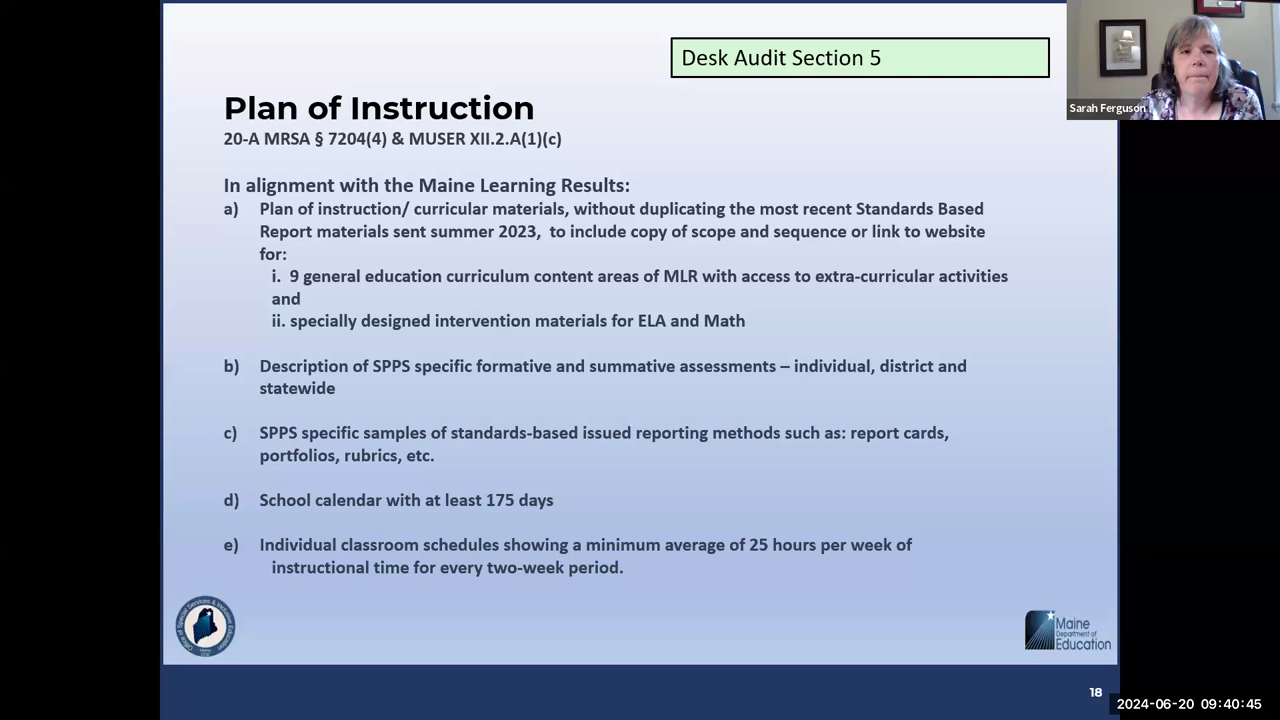 Desk Audit Section 5
Sarah Ferguson
Plan of Instruction
20-A MRSA § 7204(4) & MUSER XII.2.A(1)(c)
In alignment with the Maine Learning Results:
a) Plan of instruction/ curricular materials, without duplicating the most recent Standards Based
Report materials sent summer 2023, to include copy of scope and sequence or link to website
for:
i. 9 general education curriculum content areas of MLR with access to extra-curricular activities
and
ii. specially designed intervention materials for ELA and Math
b) Description of SPPS specific formative and summative assessments – individual, district and
statewide
c) SPPS specific samples of standards-based issued reporting methods such as: report cards,
portfolios, rubrics, etc.
d) School calendar with at least 175 days
e) Individual classroom schedules showing a minimum average of 25 hours per week of
instructional time for every two-week period.
Office of Special Services & Inclusive Education
Maine
Department of
Education
18
2024-06-20 09:40:45